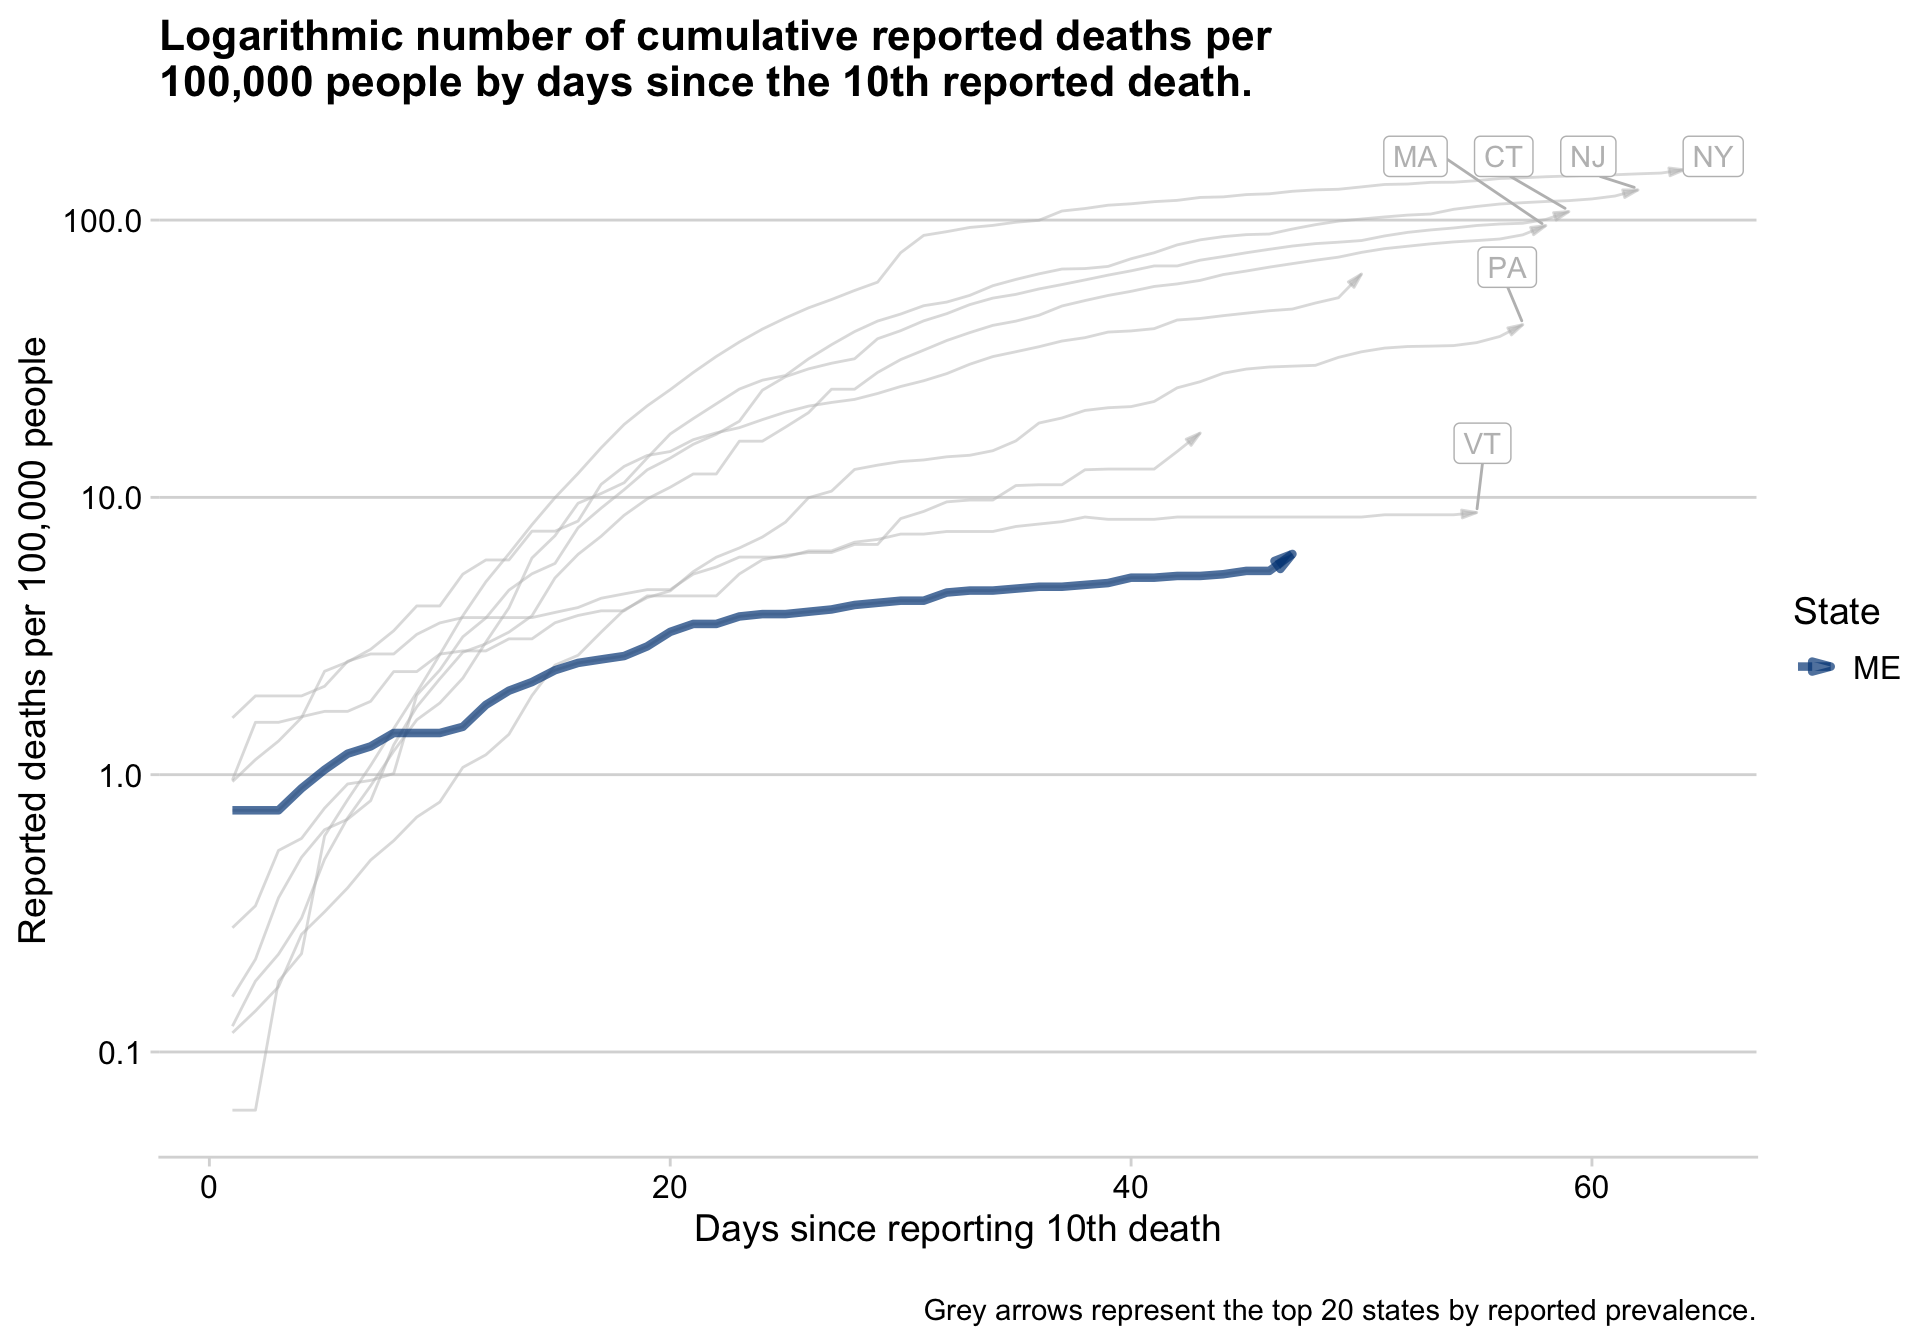 Logarithmic number of cumulative reported deaths per
100,000 people by days since the 10th reported death.
MA
CT
NJ
NY
100.0
PA
VT
10.0
1.0
0.1
Reported deaths per 100,000 people
State
ME
0
20
40
60
Days since reporting 10th death
Grey arrows represent the top 20 states by reported prevalence.